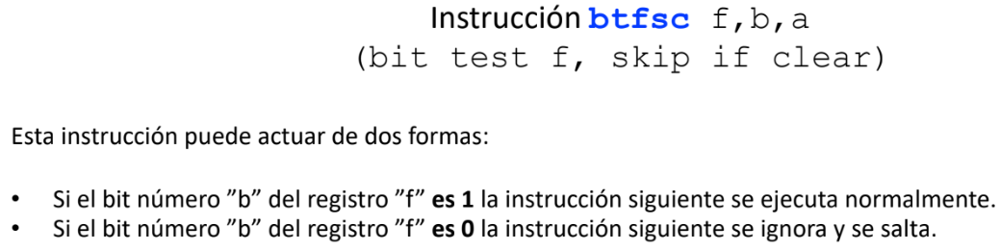 Instrucción btfsc f,b,a
(bit test f, skip if clear)
Esta instrucción puede actuar de dos formas:
• Si el bit número ”b” del registro ”f” es 1 la instrucción siguiente se ejecuta normalmente.
• Si el bit número ”b” del registro ”f” es 0 la instrucción siguiente se ignora y se salta.